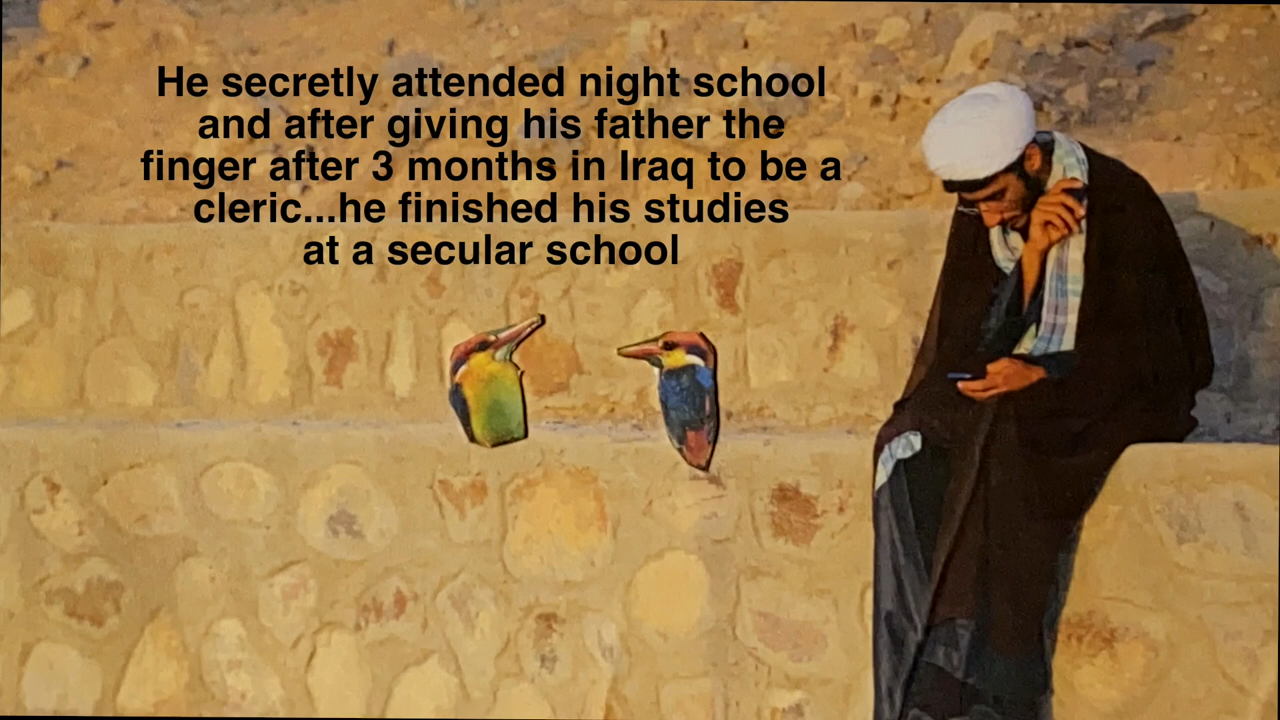 He secretly attended night school
and after giving his father the
finger after 3 months in Iraq to be a
cleric...he finished his studies
at a secular school